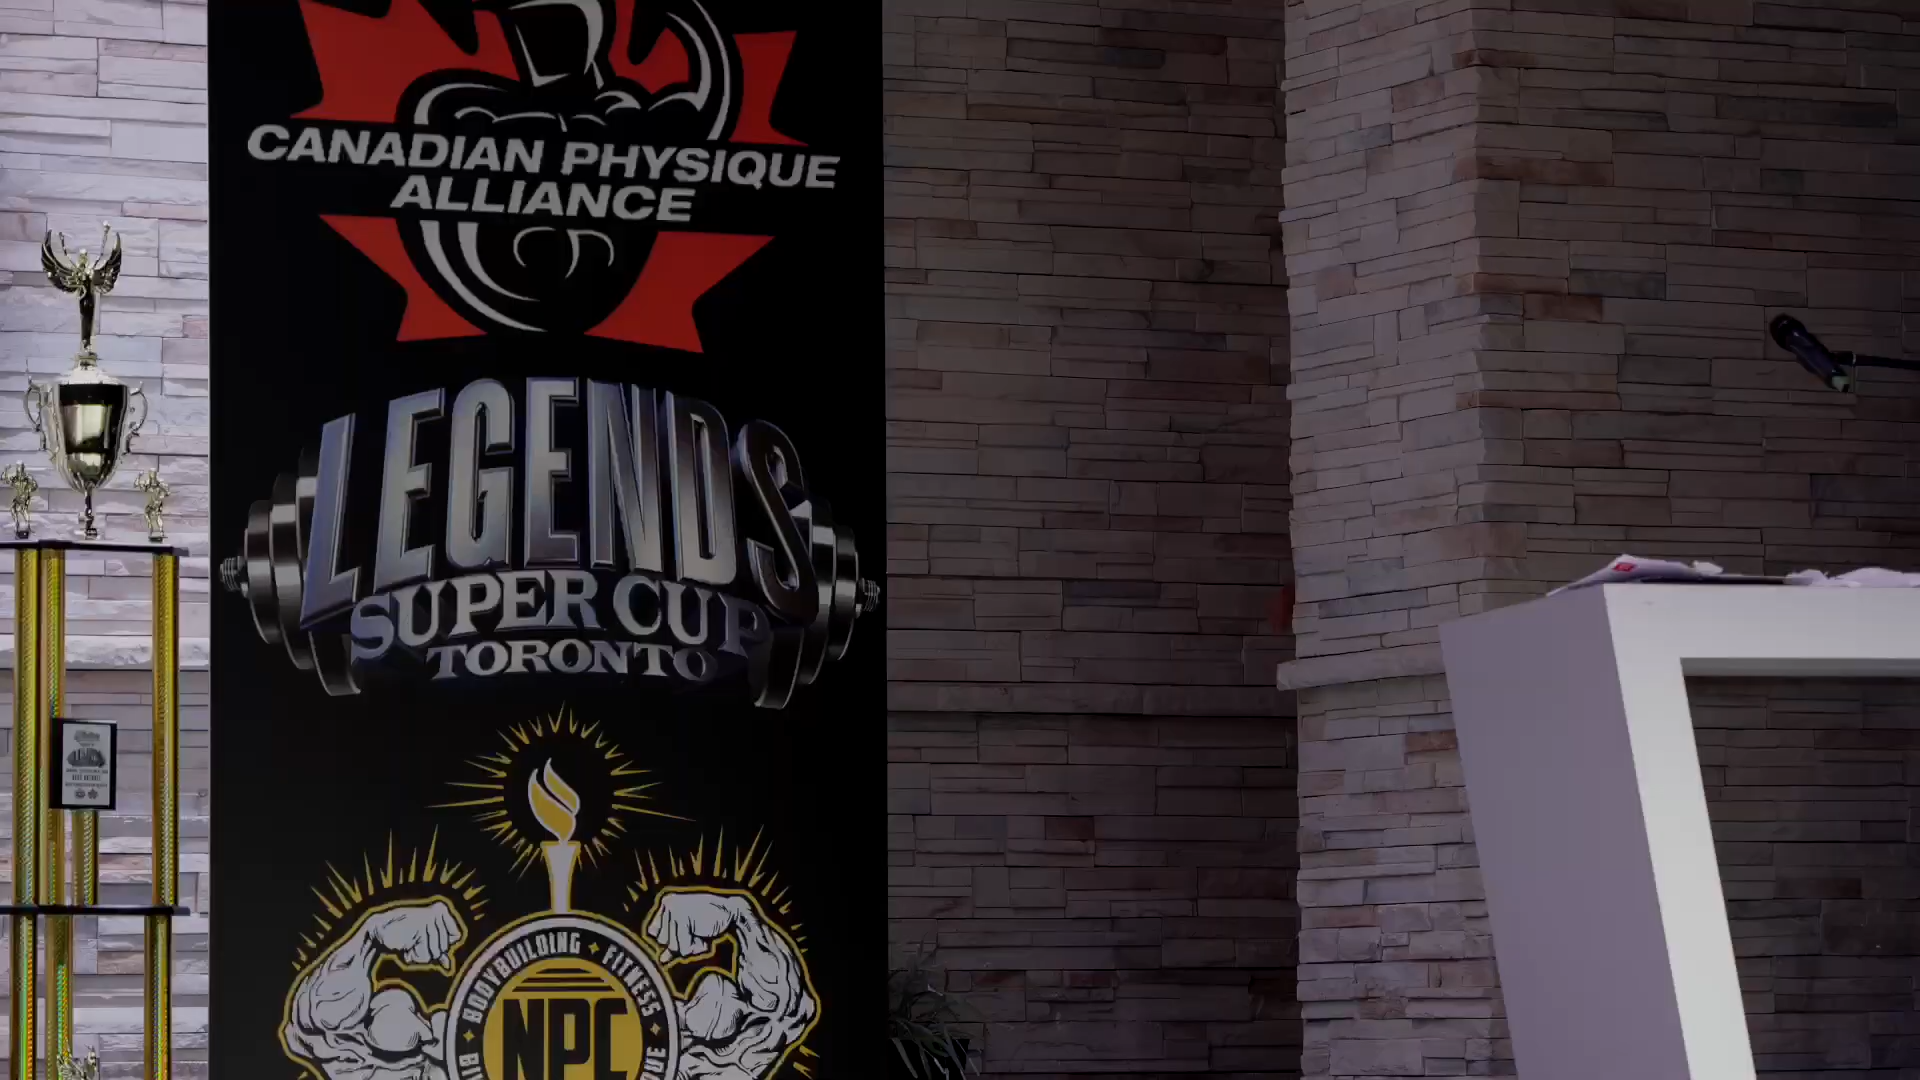 CANADIAN PHYSIQUE
ALLIANCE
LEGENDS
SUPER CUP
TORONTO
BODYBUILDING ✦ FITNESS
NPC